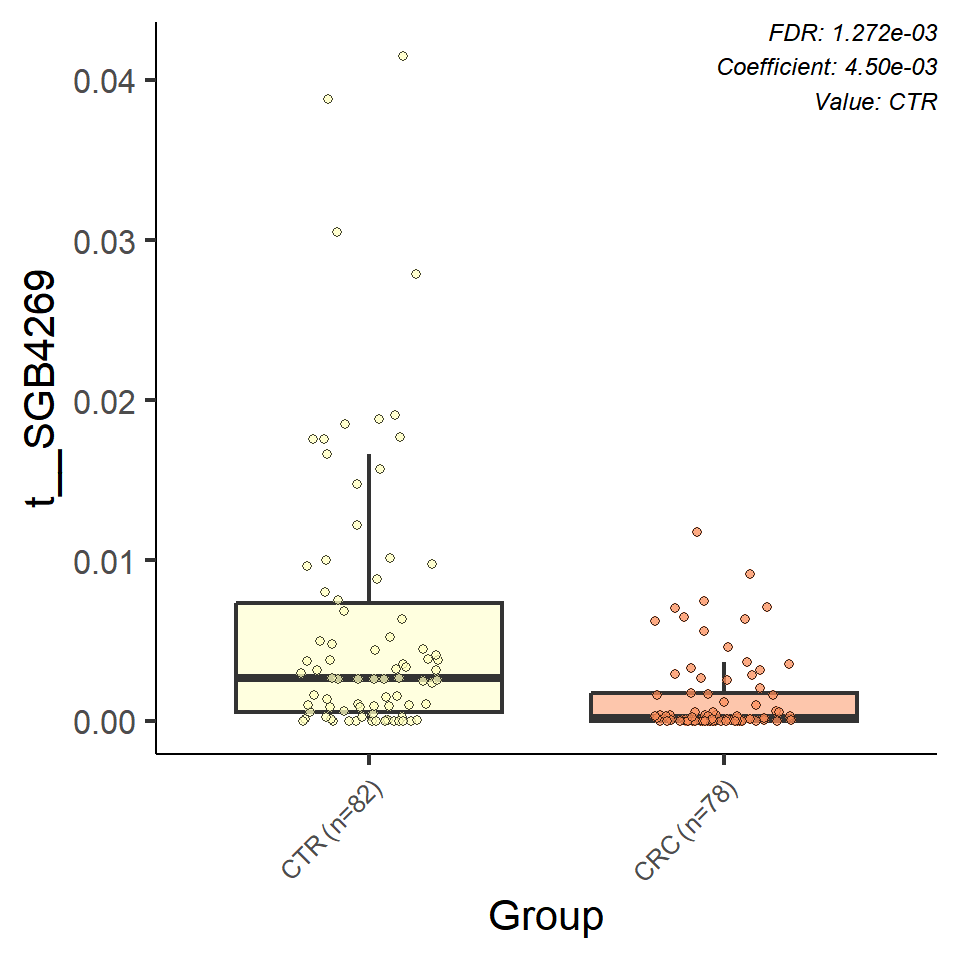 FDR: 1.272e-03
Coefficient: 4.50e-03
Value: CTR
t__SGB4269
0.04
0.03
0.02
0.01
0.00
CTR (n=82)
CRC (n=78)
Group